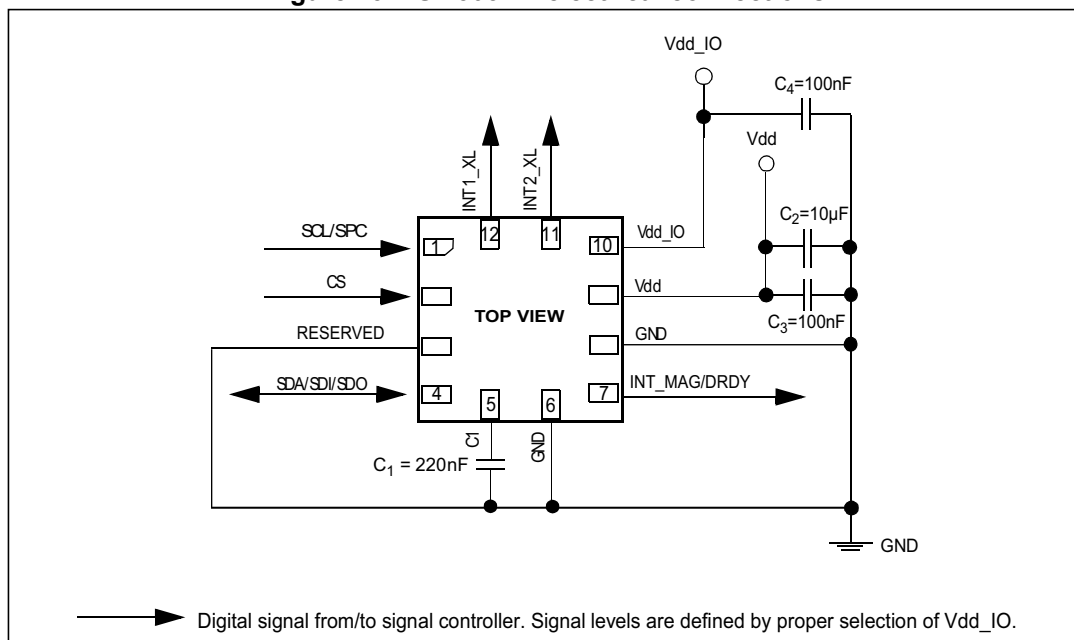 Vdd_IO
C4=100nF
Vdd
INT1_XL
INT2_XL
C2=10µF
SCL/SPC
1
12
11
10
Vdd_IO
CS
Vdd
TOP VIEW
C3=100nF
RESERVED
GND
SDA/SDI/SDO
4
5
6
7
INT_MAG/DRDY
C1
GND
C1 = 220nF
GND
Digital signal from/to signal controller. Signal levels are defined by proper selection of Vdd_IO.